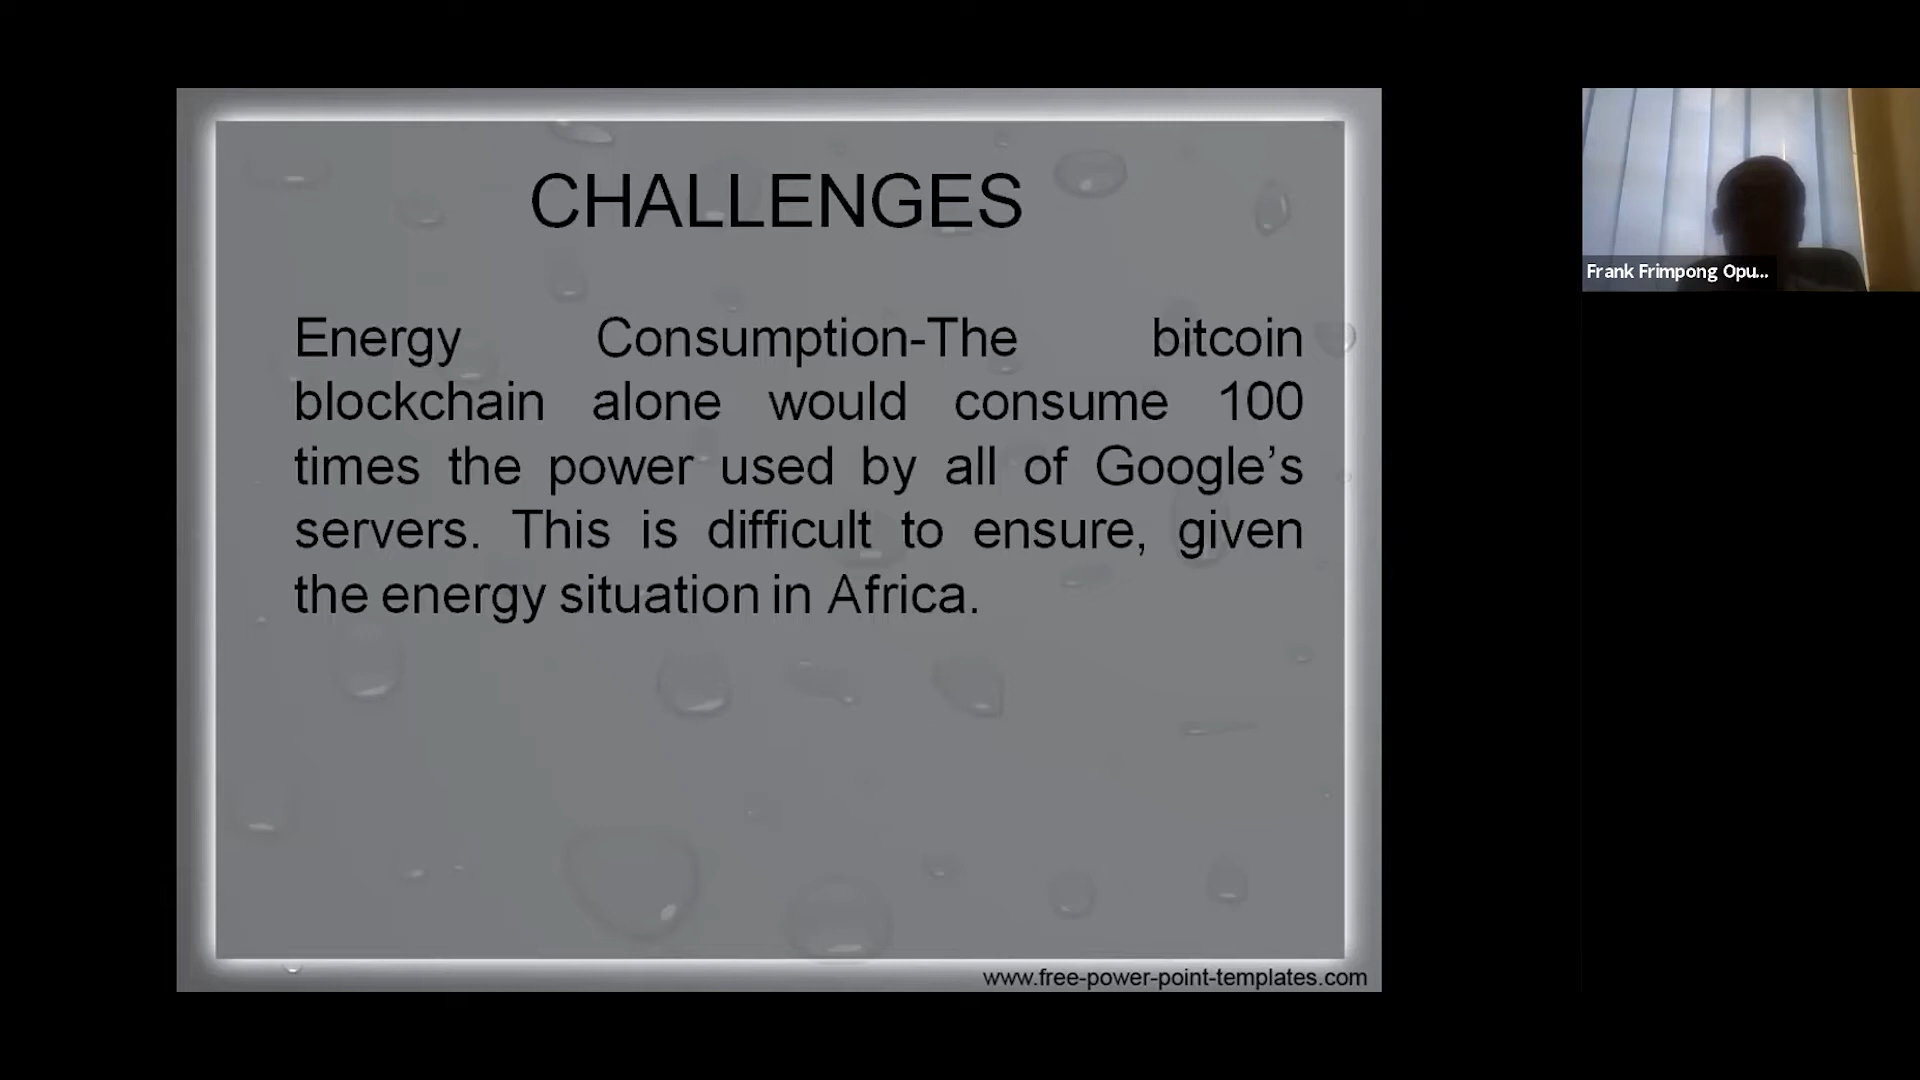 CHALLENGES
Energy Consumption-The bitcoin
blockchain alone would consume 100
times the power used by all of Google’s
servers. This is difficult to ensure, given
the energy situation in Africa.
www.free-power-point-templates.com
Frank Frimpong Opu...